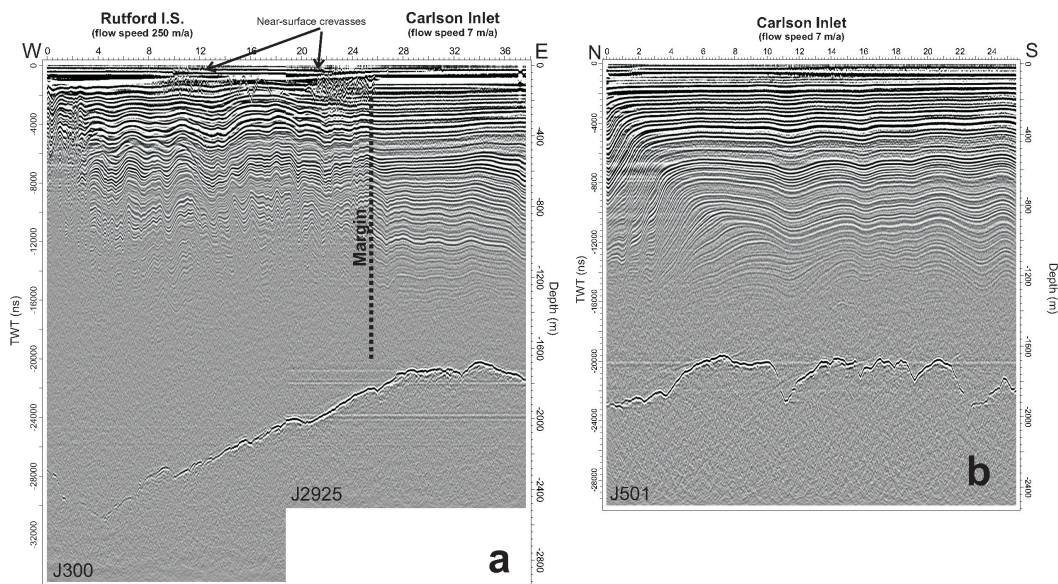 Rutford I.S.
(flow speed 250 m/a)
Near-surface crevasses
Carlson Inlet
(flow speed 7 m/a)
W
0 4 8 12 16 20 24 28 32 36
E
TWT (ns)
0
-4000
-8000
-12000
-16000
-20000
-24000
-28000
-32000
Depth (m)
0
-400
-800
-1200
-1600
-2000
-2400
-2800
Margin
J2925
J300
a
Carlson Inlet
(flow speed 7 m/a)
N
0 2 4 6 8 10 12 14 16 18 20 22 24
S
TWT (ns)
0
-4000
-8000
-12000
-16000
-20000
-24000
-28000
Depth (m)
0
-400
-800
-1200
-1600
-2000
-2400
J501
b